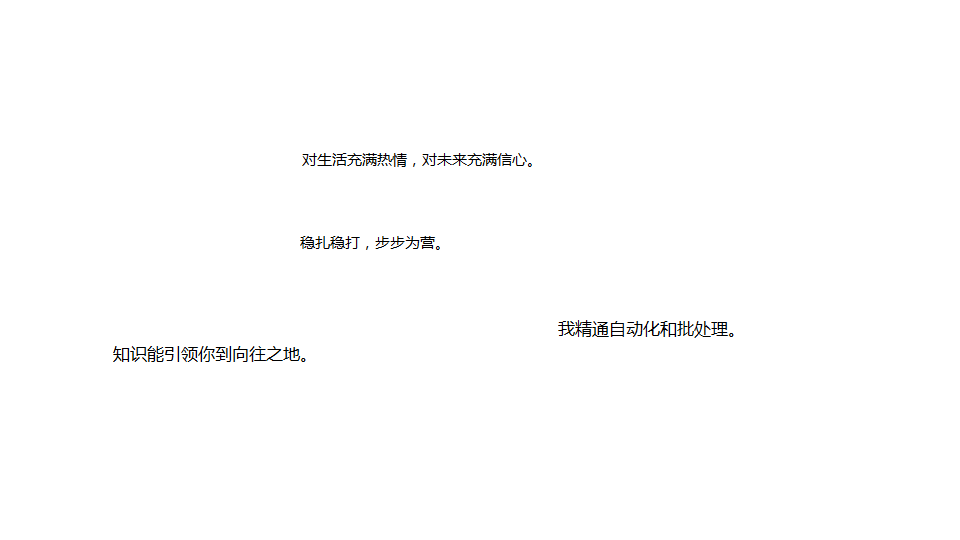 对生活充满热情，对未来充满信心。
稳扎稳打，步步为营。
我精通自动化和批处理。
知识能引领你到向往之地。